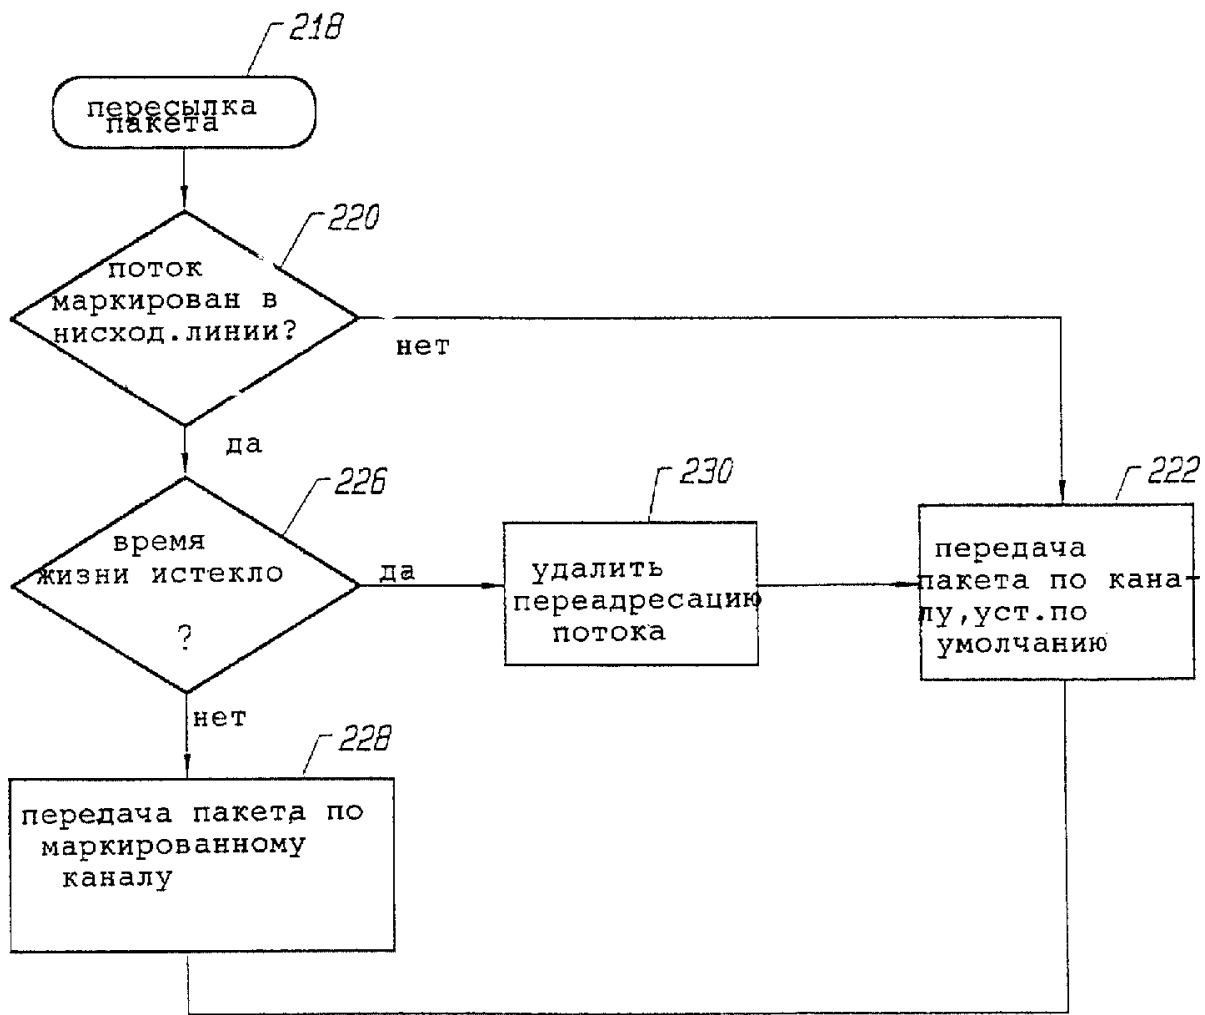 218
пересылка
пакета
220
поток
маркирован в
нисход.линии?
нет
да
226
время
жизни истекло
?
да
230
удалить
переадресацию
потока
222
передача
пакета по кана-
лу,уст.по
умолчанию
нет
228
передача пакета по
маркированному
каналу